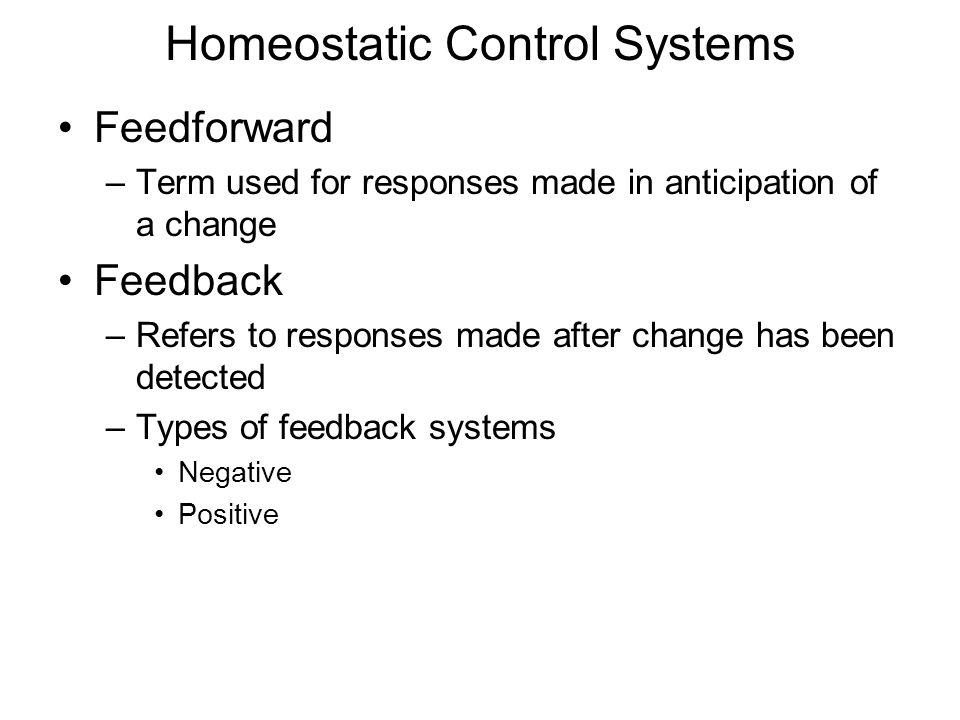 Homeostatic Control Systems
• Feedforward
– Term used for responses made in anticipation of
a change
• Feedback
– Refers to responses made after change has been
detected
– Types of feedback systems
• Negative
• Positive